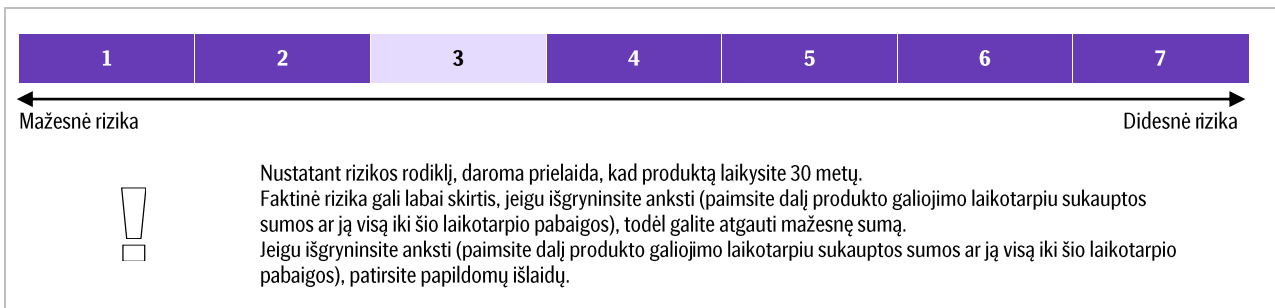 1 2 3 4 5 6 7
Mažesnė rizika Didesnė rizika
Nustatant rizikos rodiklį, daroma prielaida, kad produktą laikysite 30 metų.
Faktinė rizika gali labai skirtis, jeigu išgryninsite anksti (paimsite dalį produkto galiojimo laikotarpiu sukauptos
sumos ar ją visą iki šio laikotarpio pabaigos), todėl galite atgauti mažesnę sumą.
Jeigu išgryninsite anksti (paimsite dalį produkto galiojimo laikotarpiu sukauptos sumos ar ją visą iki šio laikotarpio
pabaigos), patirsite papildomų išlaidų.